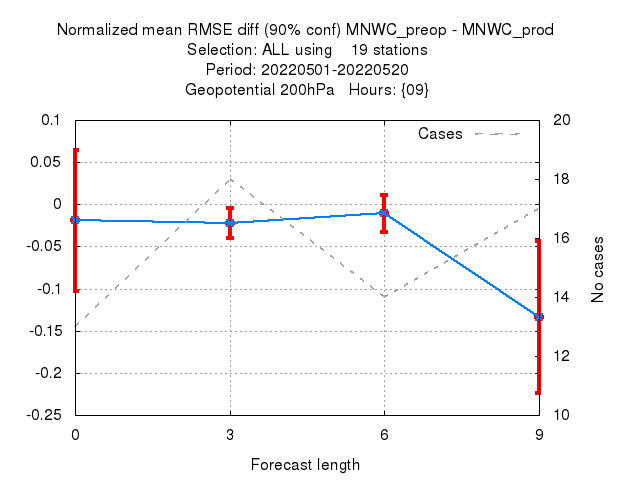 Normalized mean RMSE diff (90% conf) MNWC_preop - MNWC_prod
Selection: ALL using 19 stations
Period: 20220501-20220520
Geopotential 200hPa Hours: {09}
Cases
0.1
0.05
0
-0.05
-0.1
-0.15
-0.2
-0.25
20
18
16
14
12
10
No cases
0 3 6 9
Forecast length